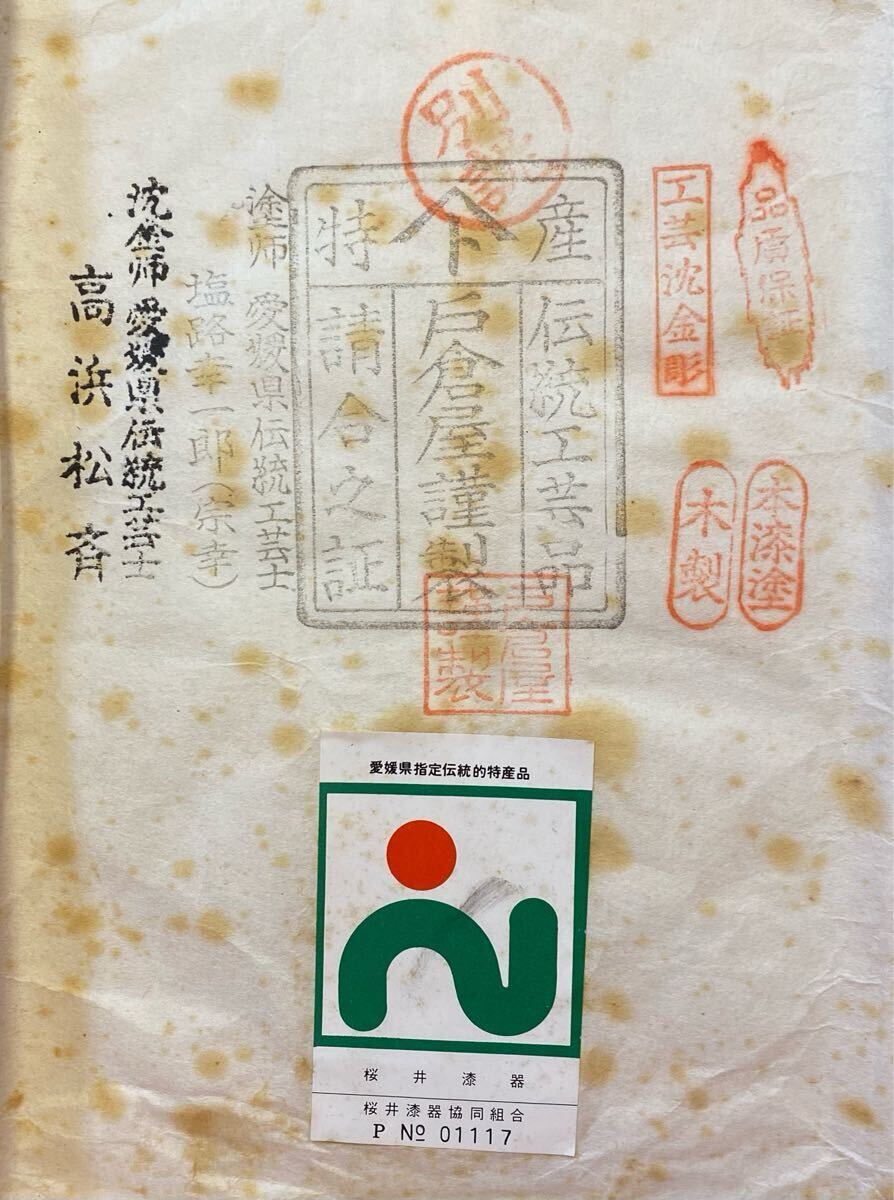 別誂
品質保証
工芸沈金彫
本漆塗
木製
特 ト 産
伝統工芸品
戸倉屋謹製
請合之証
塗師 愛媛県伝統工芸士
塩路幸一郎(宗幸)
沈金師 愛媛県伝統工芸士
高浜松斉
謹製
愛媛県指定伝統的特産品
桜井漆器
桜井漆器協同組合
P № 01117